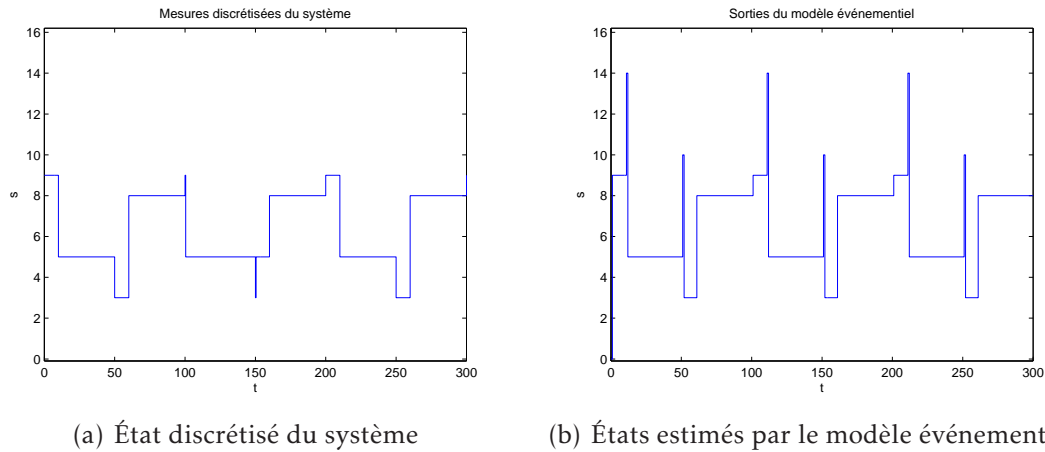 Mesures discrétisées du système
16
14
12
10
8
6
4
2
0
s
0 50 100 150 200 250 300
t
(a) État discrétisé du système
Sorties du modèle événementiel
16
14
12
10
8
6
4
2
0
s
0 50 100 150 200 250 300
t
(b) États estimés par le modèle événement